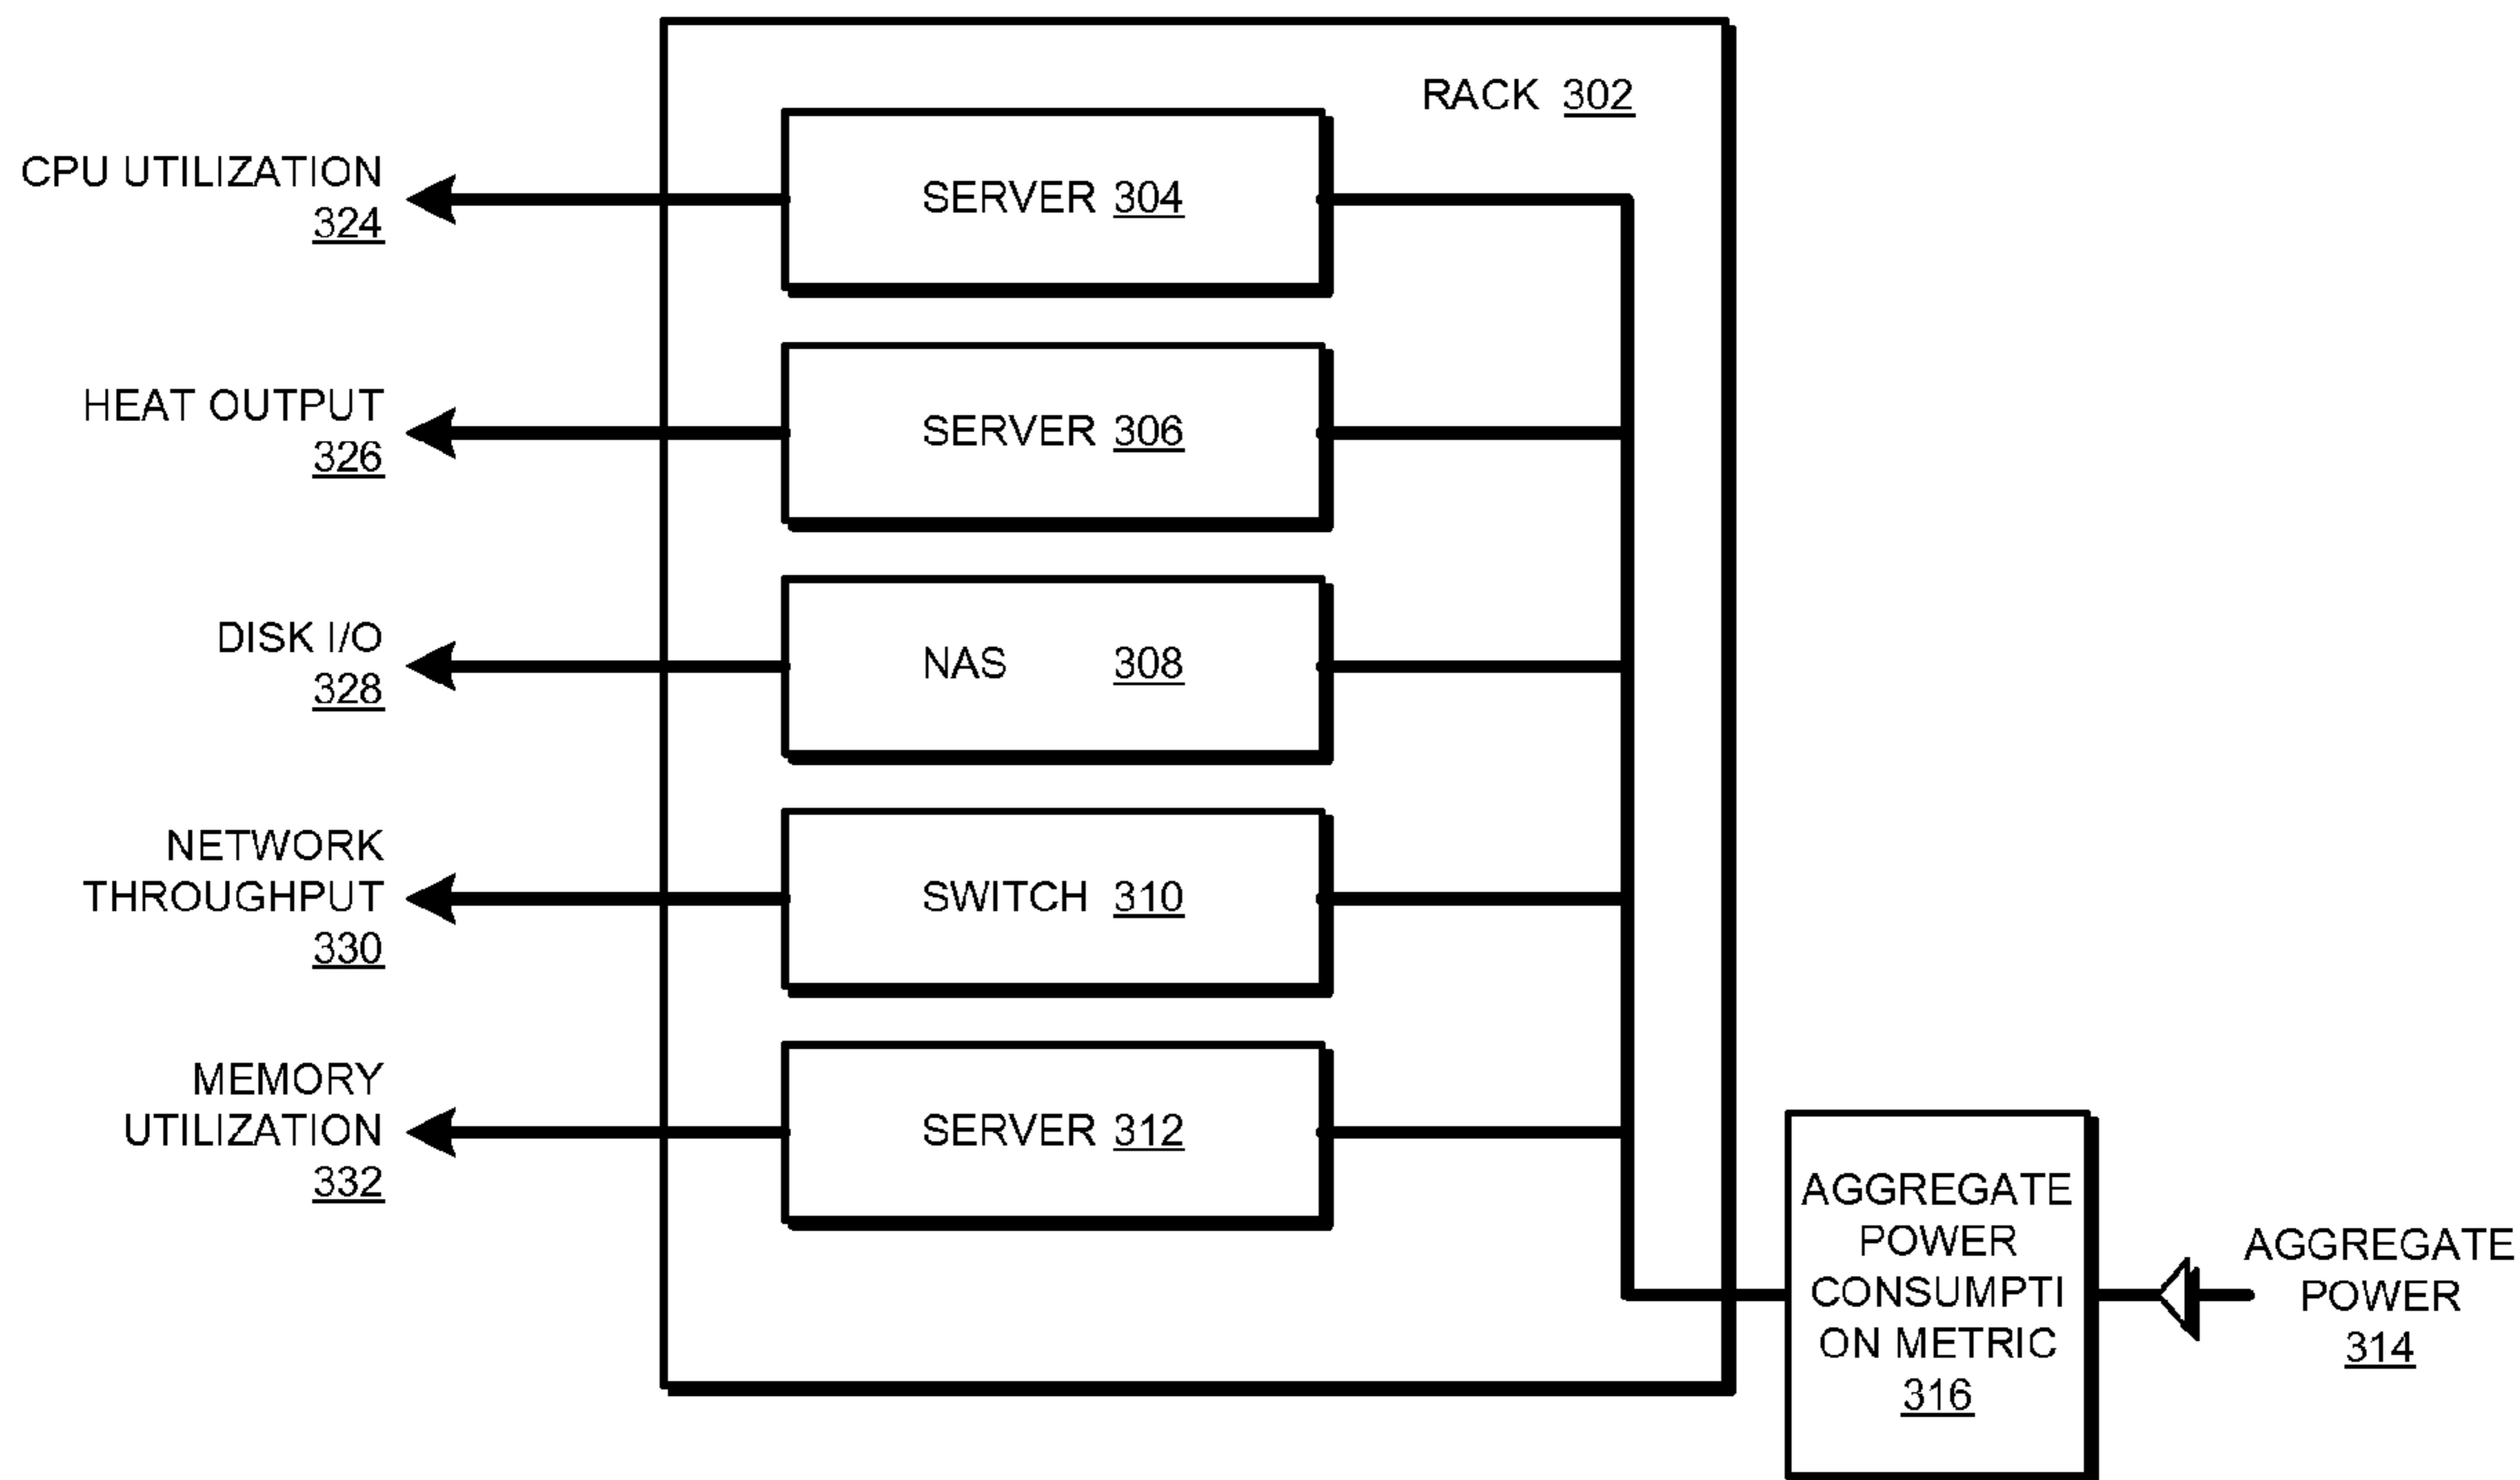 RACK 302
CPU UTILIZATION
324
SERVER 304
HEAT OUTPUT
326
SERVER 306
DISK I/O
328
NAS 308
NETWORK
THROUGHPUT
330
SWITCH 310
MEMORY
UTILIZATION
332
SERVER 312
AGGREGATE
POWER
CONSUMPTI
ON METRIC
316
AGGREGATE
POWER
314